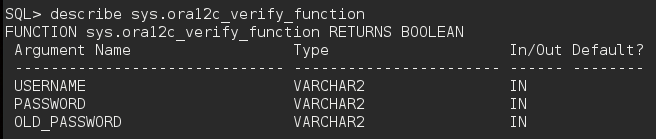 SQL> describe sys.ora12c_verify_function
FUNCTION sys.ora12c_verify_function RETURNS BOOLEAN
 Argument Name                  Type                    In/Out Default?
 ------------------------------ ----------------------- ------ --------
 USERNAME                       VARCHAR2                IN
 PASSWORD                       VARCHAR2                IN
 OLD_PASSWORD                   VARCHAR2                IN